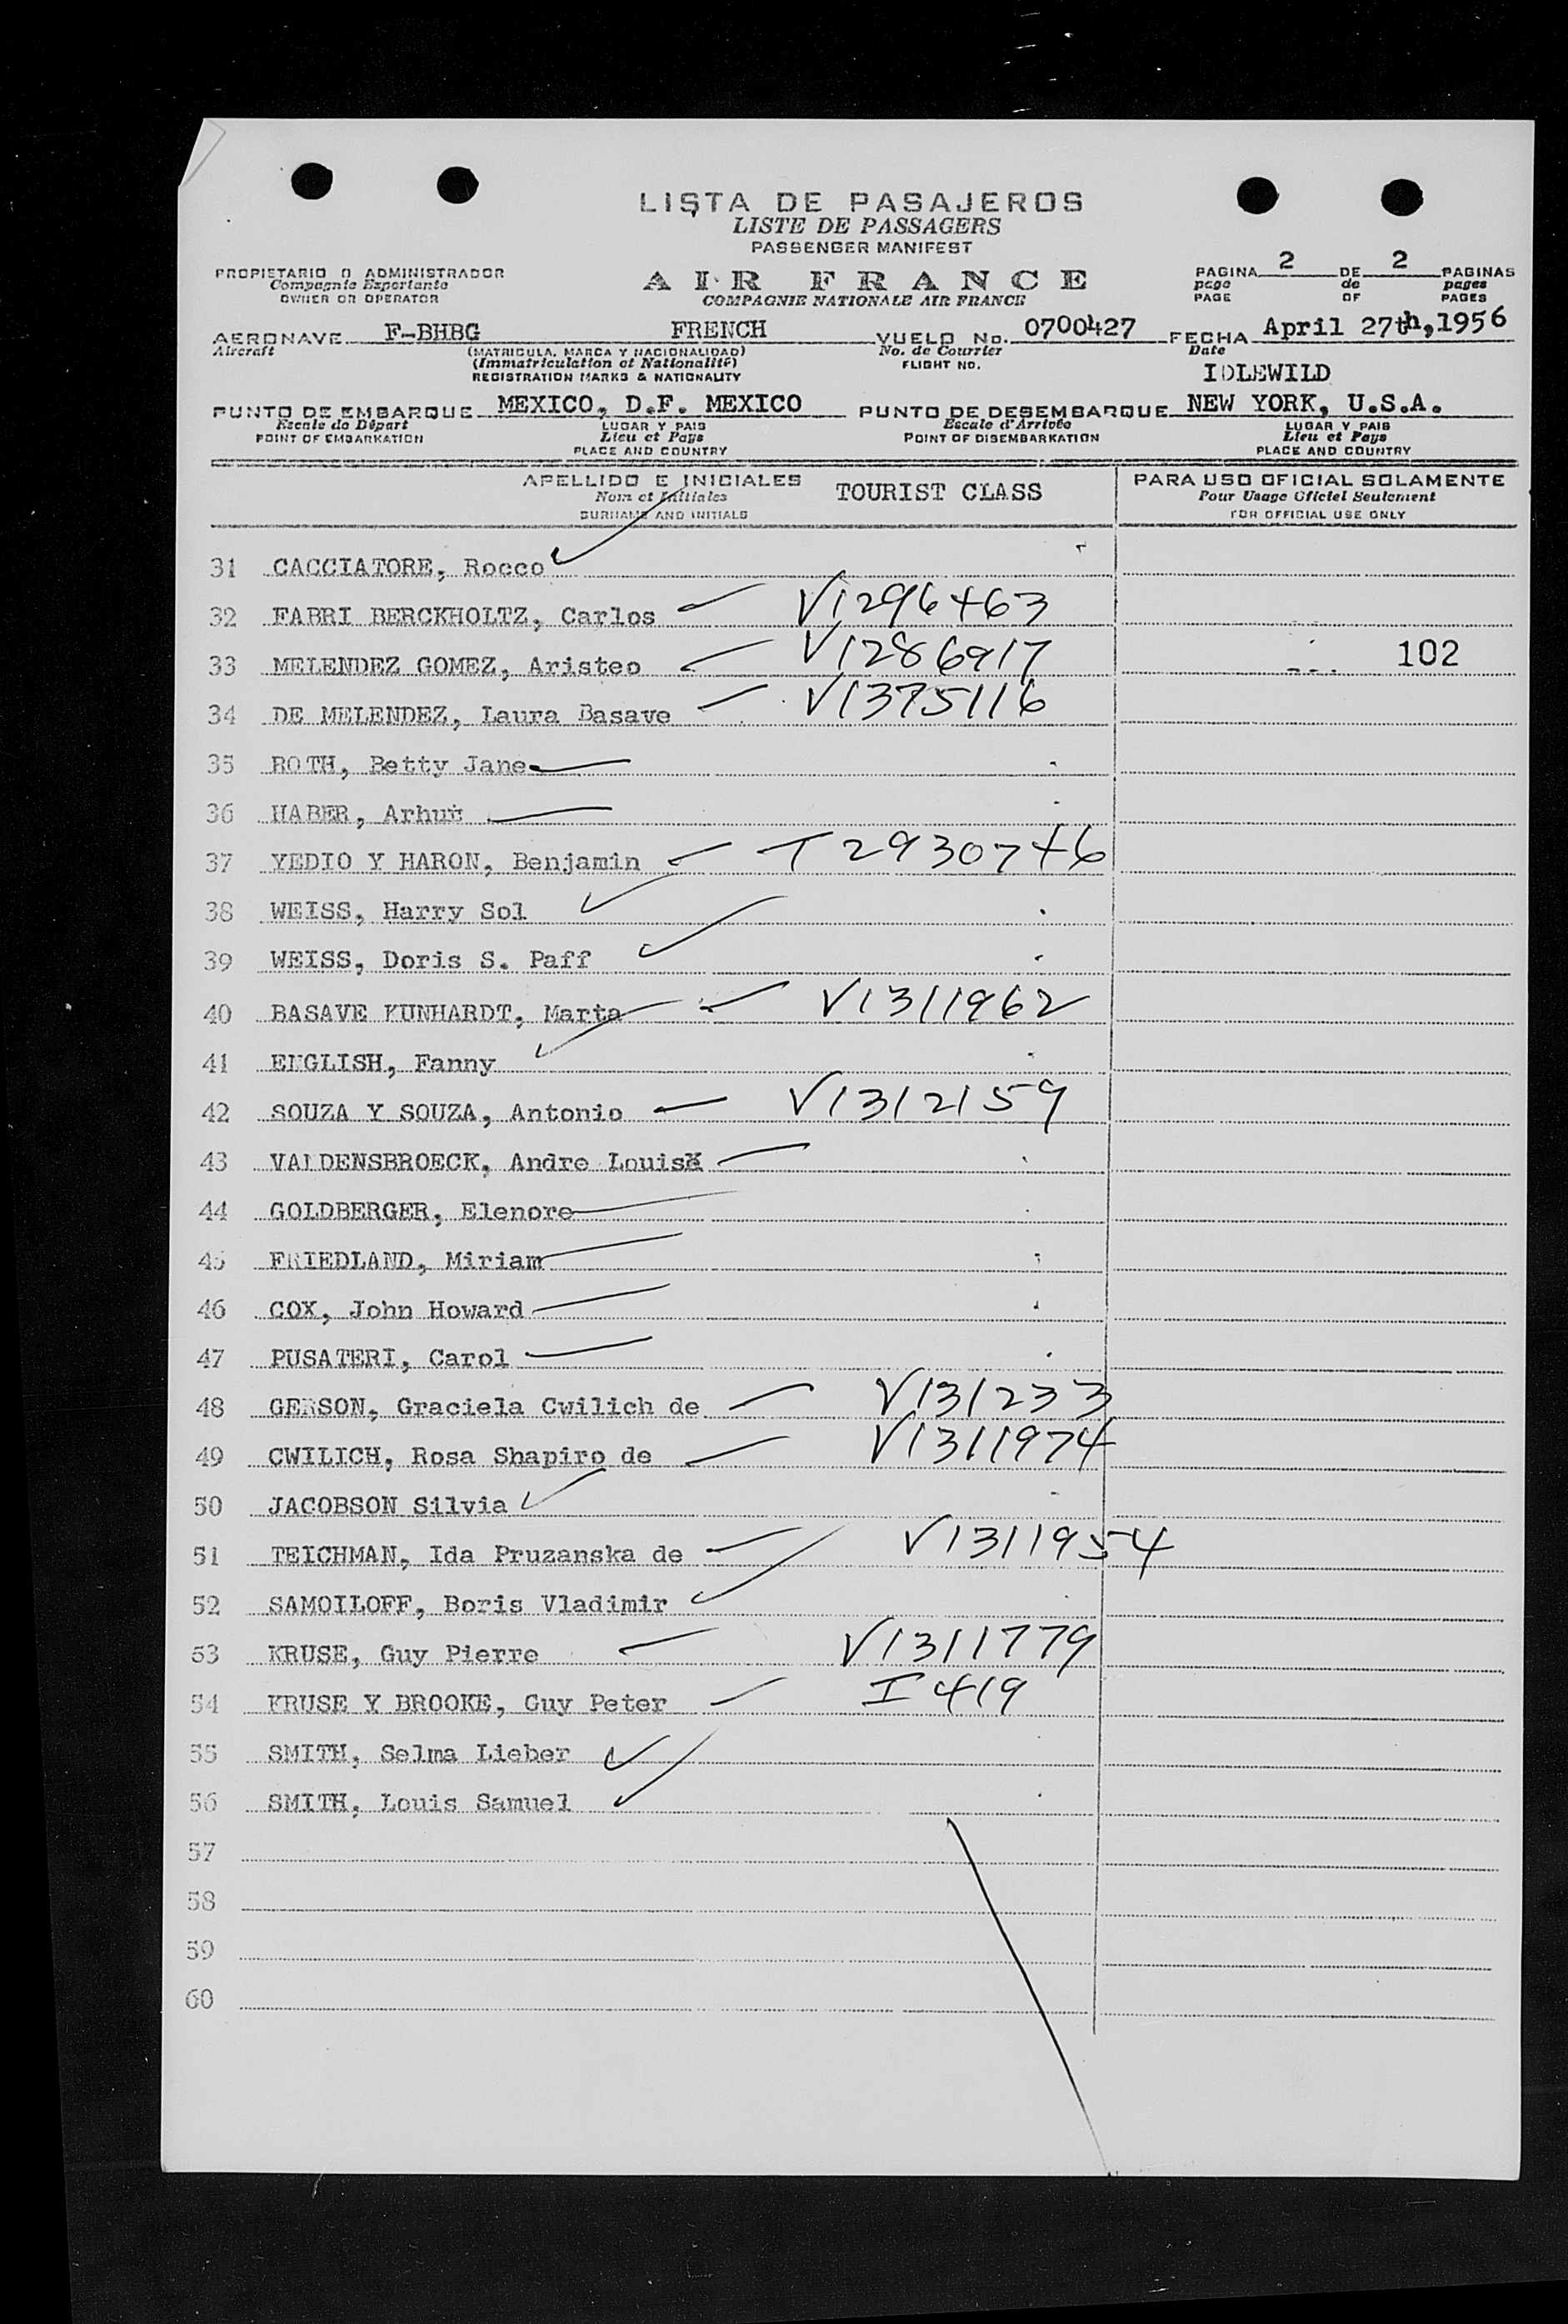 LISTA DE PASAJEROS
LISTE DE PASSAGERS
PASSENGER MANIFEST
PROPIETARIO O ADMINISTRADOR
Compagnie Exportante
OWNER OR OPERATOR
AIR FRANCE
COMPAGNIE NATIONALE AIR FRANCE
PAGINA 2 DE 2 PAGINAS
page de pages
PAGE OF PAGES
AERONAVE F-BHBG FRENCH VUELO No. 0700427 FECHA April 27th,1956
Aircraft (MATRICULA, MARCA Y NACIONALIDAD) No. de Courrier Date
(Immatriculation et Nationalité) FLIGHT NO.
REGISTRATION MARKS & NATIONALITY
IDLEWILD
PUNTO DE EMBARQUE MEXICO, D.F. MEXICO PUNTO DE DESEMBARQUE NEW YORK, U.S.A.
Escale de Départ LUGAR Y PAIS Escale d'Arrivée LUGAR Y PAIS
POINT OF EMBARKATION Lieu et Pays POINT OF DISEMBARKATION Lieu et Pays
PLACE AND COUNTRY PLACE AND COUNTRY
APELLIDO E INICIALES TOURIST CLASS PARA USO OFICIAL SOLAMENTE
Nom et Initiales Pour Usage Officiel Seulement
SURNAME AND INITIALS FOR OFFICIAL USE ONLY
31 CACCIATORE, Rocco
32 FABRI BERCKHOLTZ, Carlos V1296463
33 MELENDEZ GOMEZ, Aristeo V1286917 102
34 DE MELENDEZ, Laura Basave V1375116
35 ROTH, Betty Jane
36 HABER,
37 YEDIO Y HARON, Benjamin T2930746
38 WEISS, Harry Sol
39 WEISS, Doris S. Paff
40 BASAVE KUNHARDT, Marta V1311962
41 ENGLISH, Fanny
42 SOUZA Y SOUZA, Antonio V1312159
43 VALDENSBROECK, Andre Louis
44 GOLDBERGER, Elenore
45 FRIEDLAND, Miriam
46 COX, John Howard
47 PUSATERI, Carol
48 GERSON, Graciela Cwilich de V131233
49 CWILICH, Rosa Shapiro de V1311974
50 JACOBSON Silvia
51 TEICHMAN, Ida Pruzanska de V1311954
52 SAMOILOFF, Boris Vladimir
53 KRUSE, Guy Pierre V1311779
54 KRUSE Y BROOKE, Guy Peter I 419
55 SMITH, Selma Lieber
56 SMITH, Louis Samuel
57
58
59
60